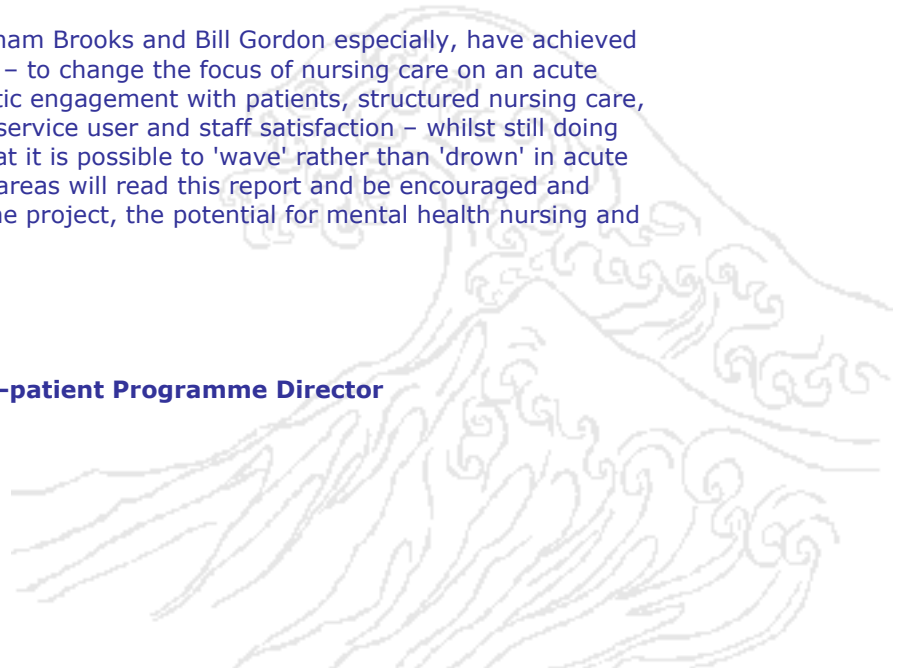 ham Brooks and Bill Gordon especially, have achieved
– to change the focus of nursing care on an acute
tic engagement with patients, structured nursing care,
service user and staff satisfaction – whilst still doing
at it is possible to 'wave' rather than 'drown' in acute
areas will read this report and be encouraged and
ne project, the potential for mental health nursing and
-patient Programme Director